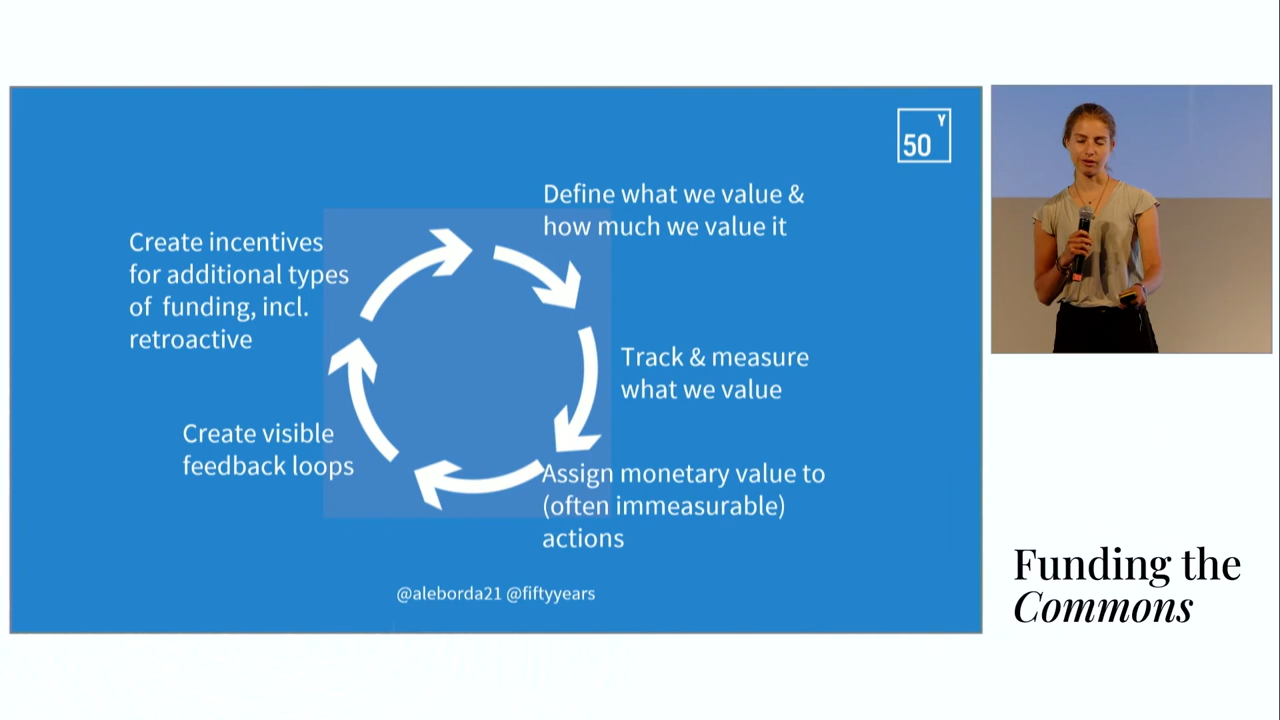 50
Y
Define what we value &
how much we value it
Track & measure
what we value
Assign monetary value to
(often immeasurable)
actions
Create visible
feedback loops
Create incentives
for additional types
of funding, incl.
retroactive
@aleborda21 @fiftyyears
Funding the
Commons